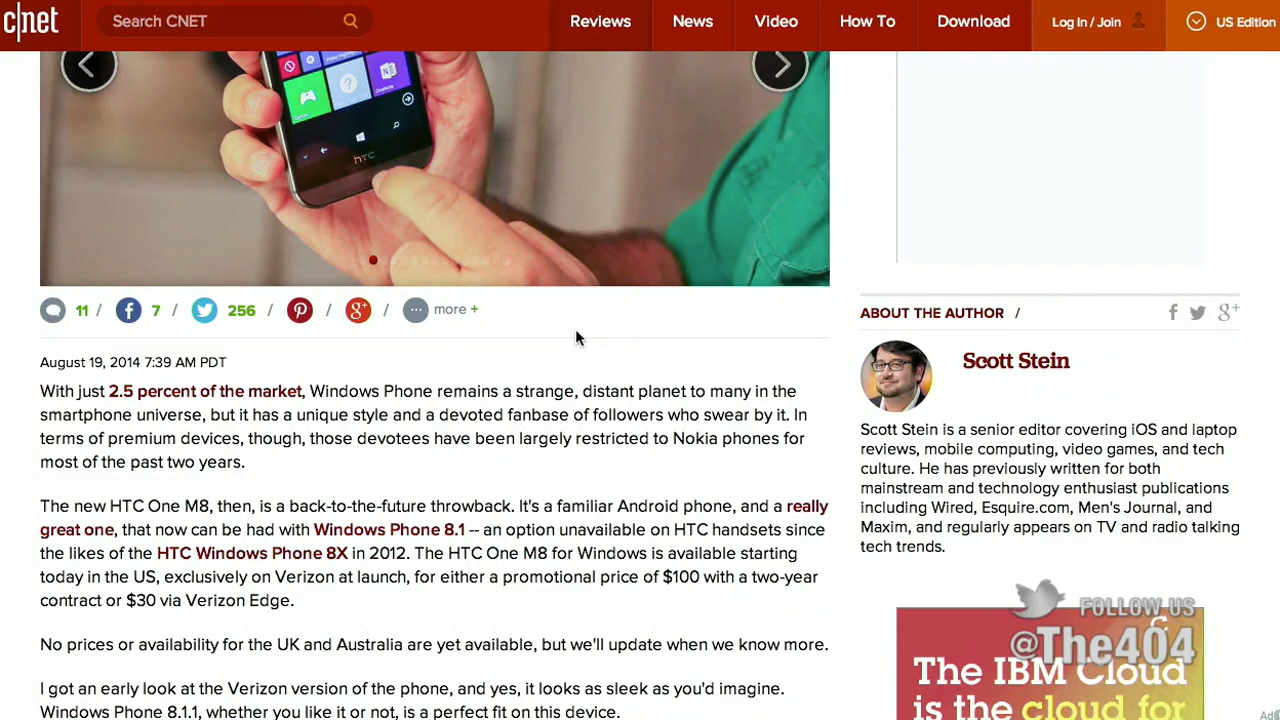 c|net
Search CNET
Reviews
News
Video
How To
Download
Log In / Join
US Edition
hTC
11 /
7 /
256 /
/
/
more +
ABOUT THE AUTHOR /
Scott Stein
Scott Stein is a senior editor covering iOS and laptop
reviews, mobile computing, video games, and tech
culture. He has previously written for both
mainstream and technology enthusiast publications
including Wired, Esquire.com, Men's Journal, and
Maxim, and regularly appears on TV and radio talking
tech trends.
August 19, 2014 7:39 AM PDT
With just 2.5 percent of the market, Windows Phone remains a strange, distant planet to many in the
smartphone universe, but it has a unique style and a devoted fanbase of followers who swear by it. In
terms of premium devices, though, those devotees have been largely restricted to Nokia phones for
most of the past two years.
The new HTC One M8, then, is a back-to-the-future throwback. It's a familiar Android phone, and a really
great one, that now can be had with Windows Phone 8.1 -- an option unavailable on HTC handsets since
the likes of the HTC Windows Phone 8X in 2012. The HTC One M8 for Windows is available starting
today in the US, exclusively on Verizon at launch, for either a promotional price of $100 with a two-year
contract or $30 via Verizon Edge.
No prices or availability for the UK and Australia are yet available, but we'll update when we know more.
I got an early look at the Verizon version of the phone, and yes, it looks as sleek as you'd imagine.
Windows Phone 8.1.1, whether you like it or not, is a perfect fit on this device.
FOLLOW US
@The404
The IBM Cloud
is the cloud for
Ad